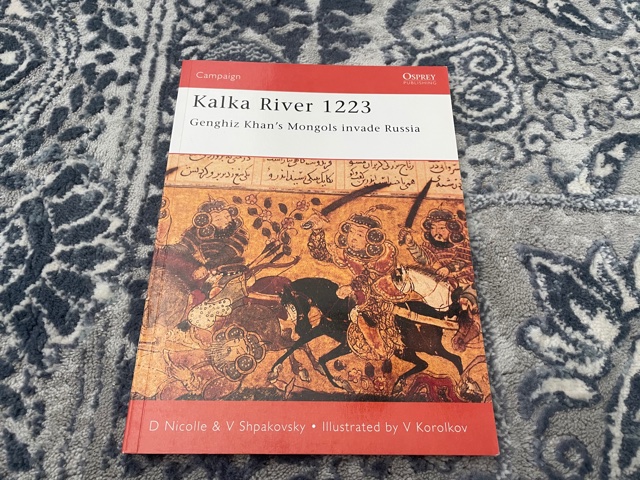 Campaign
OSPREY
PUBLISHING
Kalka River 1223
Genghiz Khan's Mongols invade Russia
D Nicolle & V Shpakovsky • Illustrated by V Korolkov